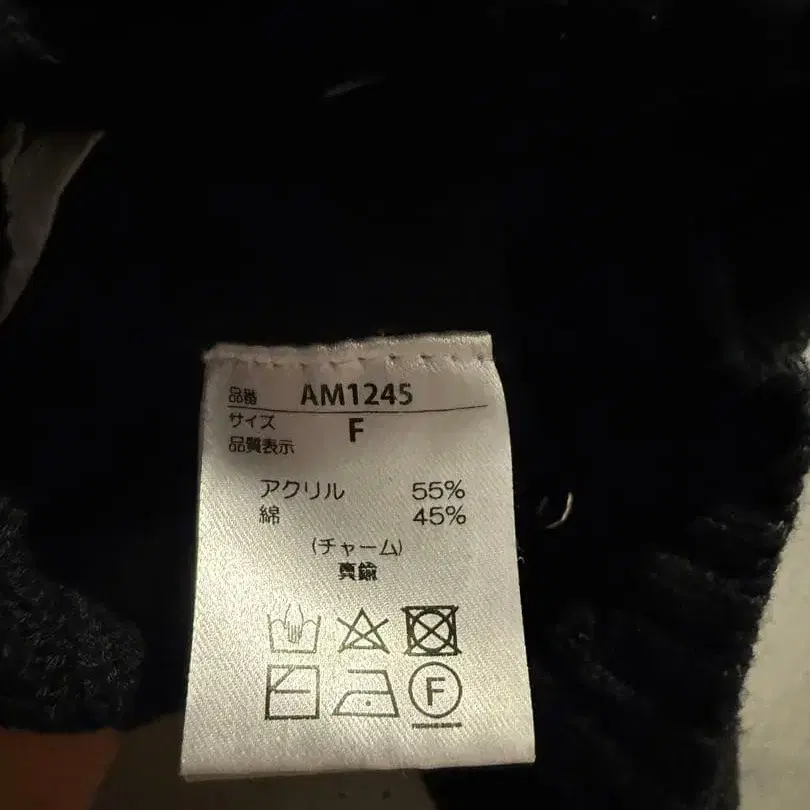 品番 AM1245
サイズ F
品質表示
アクリル 55%
綿 45%
(チャーム)
真鍮
F